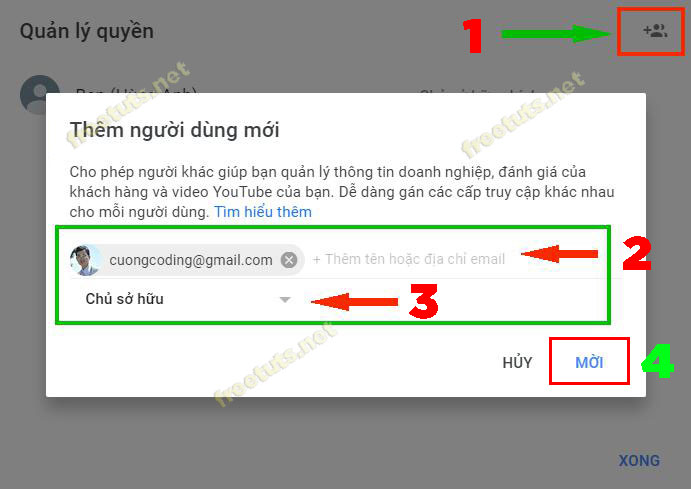 Quản lý quyền
1
freetuts.net
freetuts.net
Thêm người dùng mới
Cho phép người khác giúp bạn quản lý thông tin doanh nghiệp, đánh giá của
khách hàng và video YouTube của bạn. Dễ dàng gán các cấp truy cập khác nhau
cho mỗi người dùng. Tìm hiểu thêm
cuongcoding@gmail.com + Thêm tên hoặc địa chỉ email 2
Chủ sở hữu 3
freetuts.net
HỦY MỜI 4
XONG